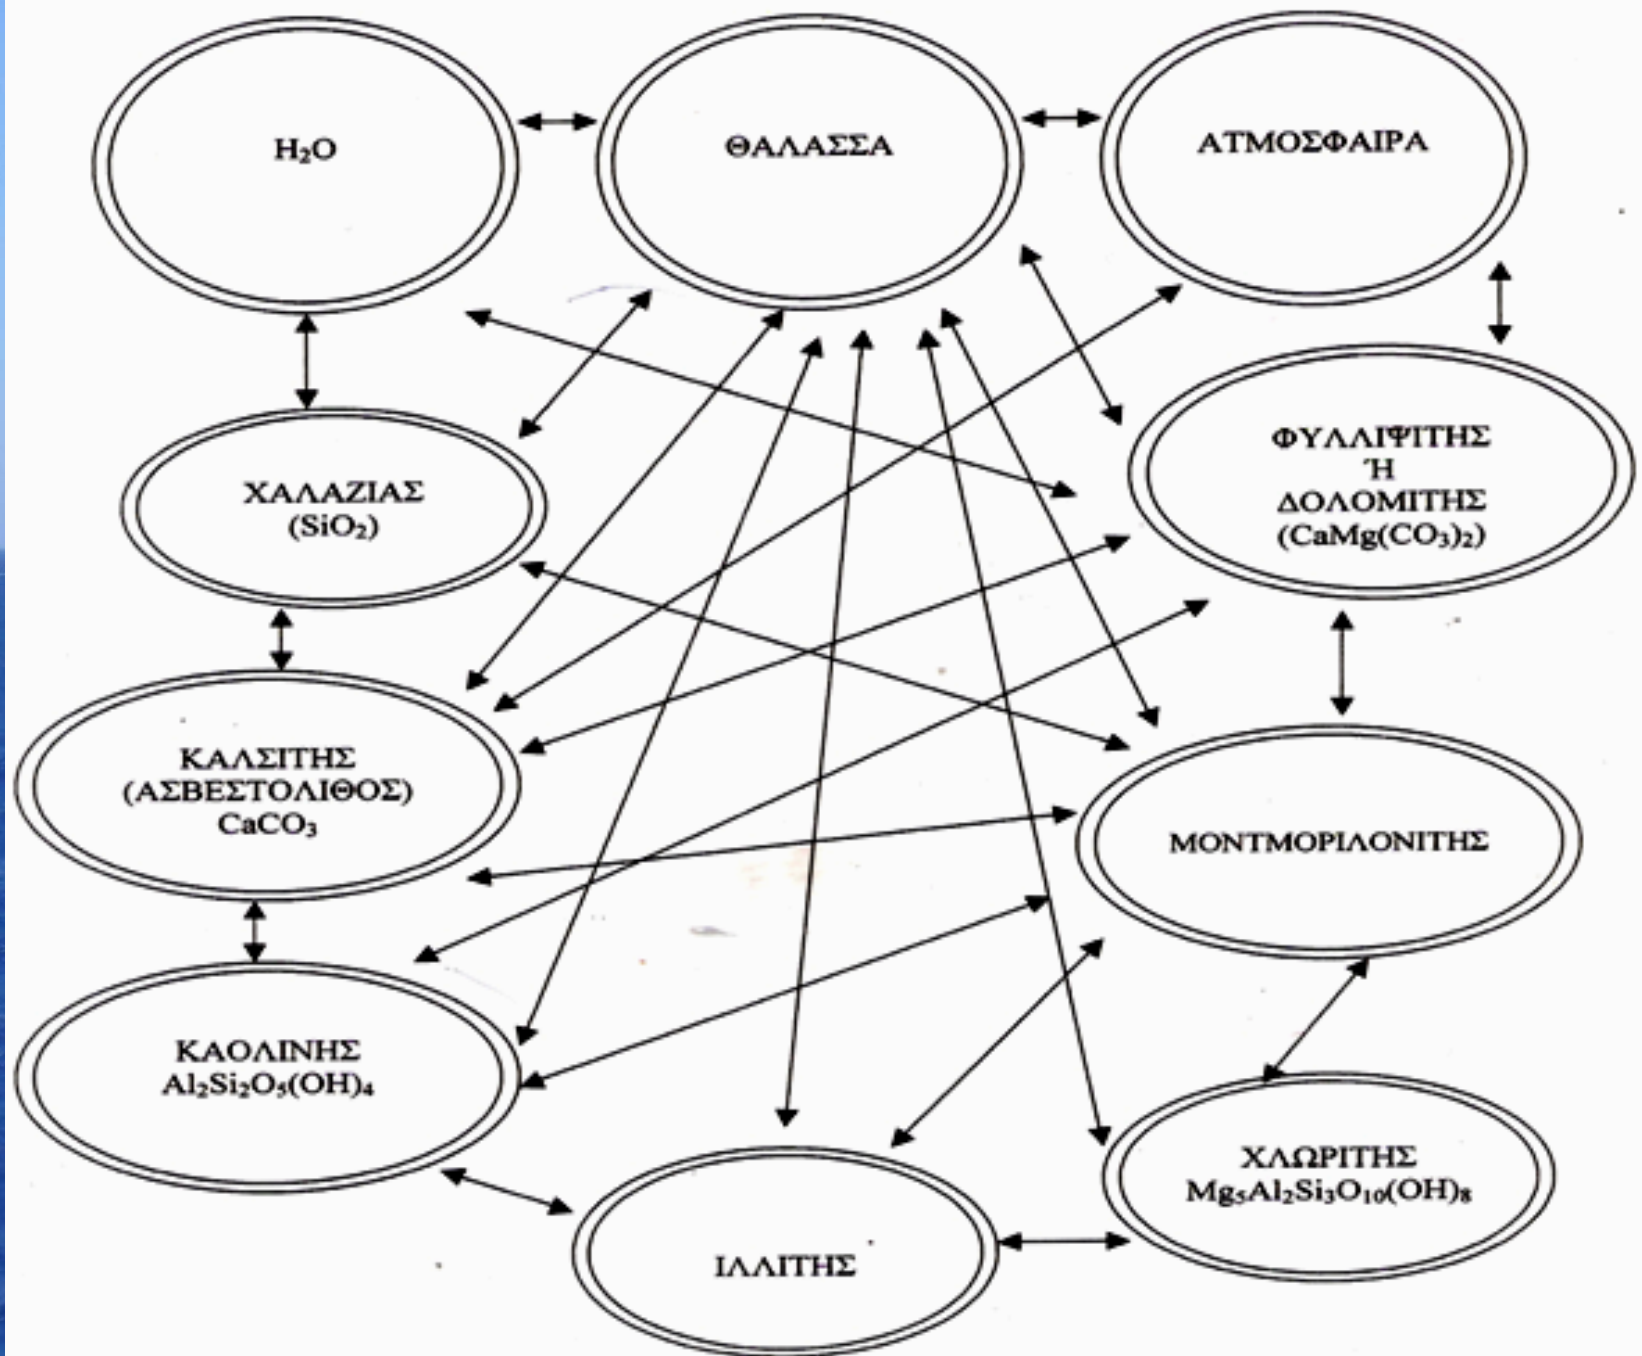 H₂O
ΘΑΛΑΣΣΑ
ΑΤΜΟΣΦΑΙΡΑ
ΧΑΛΑΖΙΑΣ
(SiO₂)
ΦΥΛΛΙΨΙΤΗΣ
Ή
ΔΟΛΟΜΙΤΗΣ
(CaMg(CO₃)₂)
ΚΑΛΣΙΤΗΣ
(ΑΣΒΕΣΤΟΛΙΘΟΣ)
CaCO₃
ΜΟΝΤΜΟΡΙΛΟΝΙΤΗΣ
ΚΑΟΛΙΝΗΣ
Al₂Si₂O₅(OH)₄
ΧΛΩΡΙΤΗΣ
Mg₅Al₂Si₃O₁₀(OH)₈
ΙΛΛΙΤΗΣ